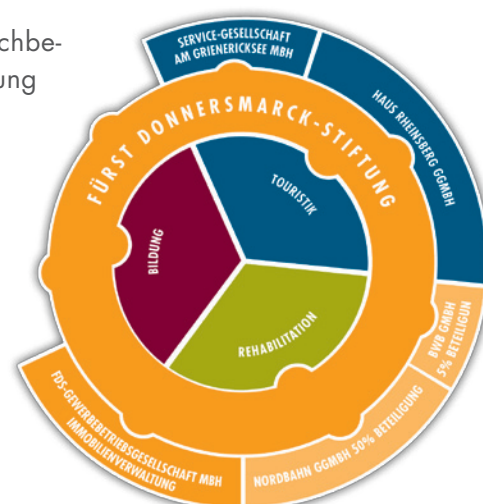 chbe-
ung
SERVICE-GESELLSCHAFT
AM GRIENERICKSEE MBH
HAUS RHEINSBERG GGMBH
FÜRST DONNERSMARCK-STIFTUNG
TOURISTIK
BILDUNG
REHABILITATION
BWB GMBH
5% BETEILIGUN
NORDBAHN GGMBH 50% BETEILIGUNG
FDS-GEWERBEBETRIEBSGESELLSCHAFT MBH
IMMOBILIENVERWALTUNG